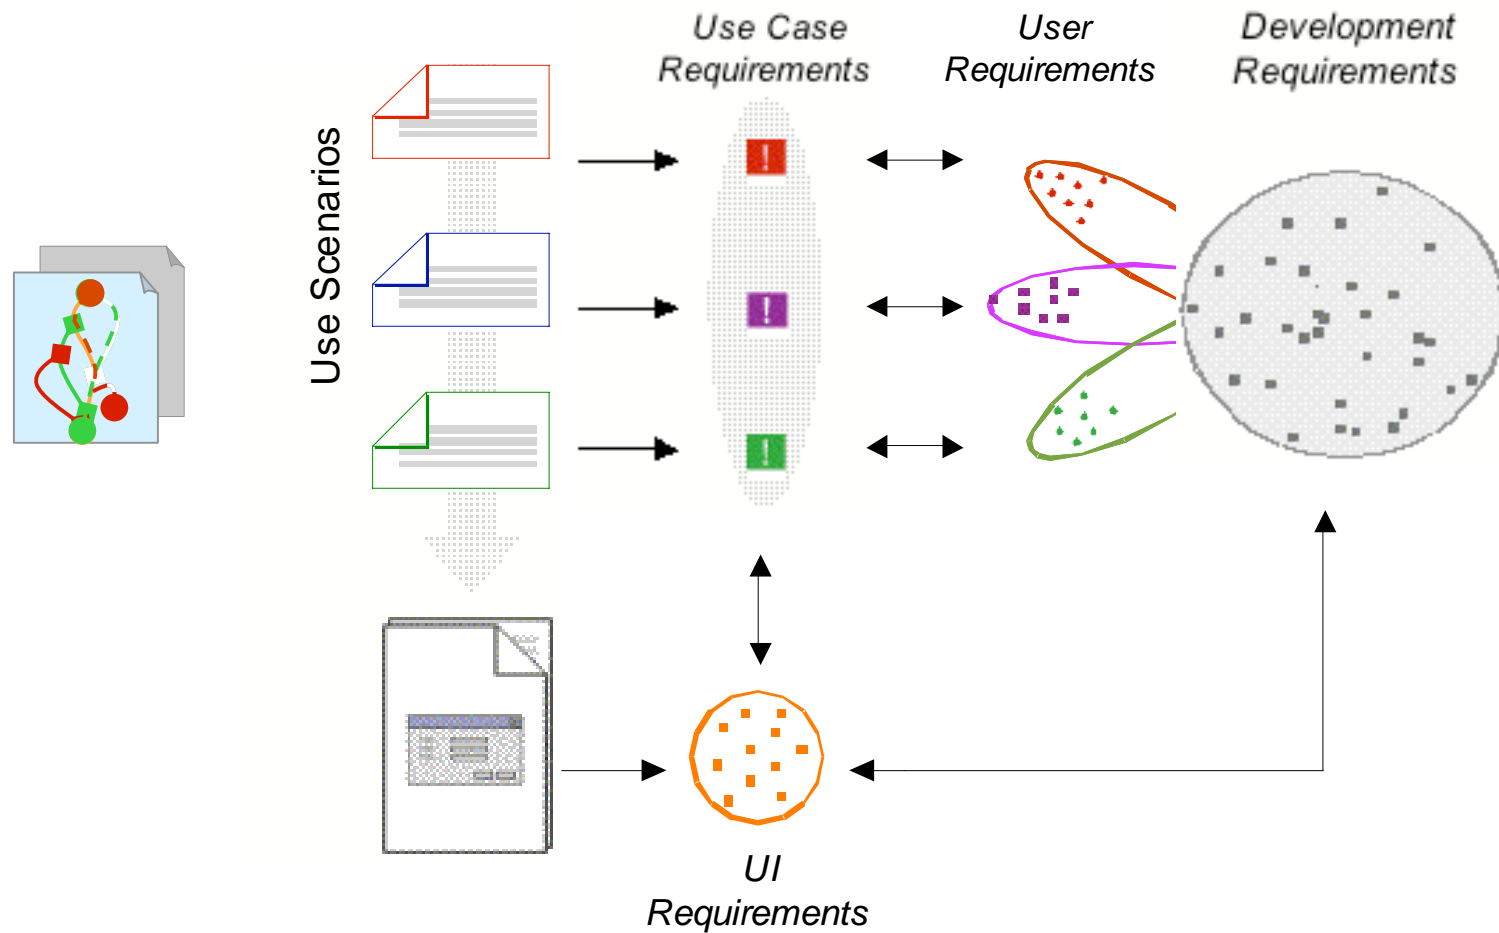 Use Case
Requirements
User
Requirements
Development
Requirements
Use Scenarios
!
!
!
UI
Requirements